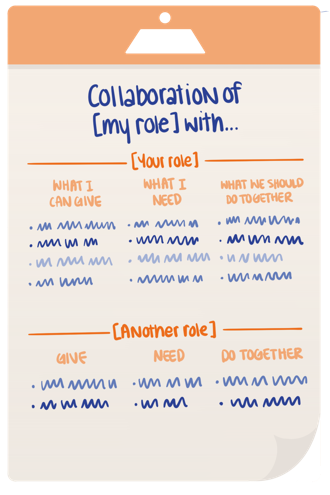 Collaboration of
[my role] with...
[Your role]
WHAT I CAN GIVE
WHAT I NEED
WHAT WE SHOULD DO TOGETHER
[Another role]
GIVE NEED DO TOGETHER